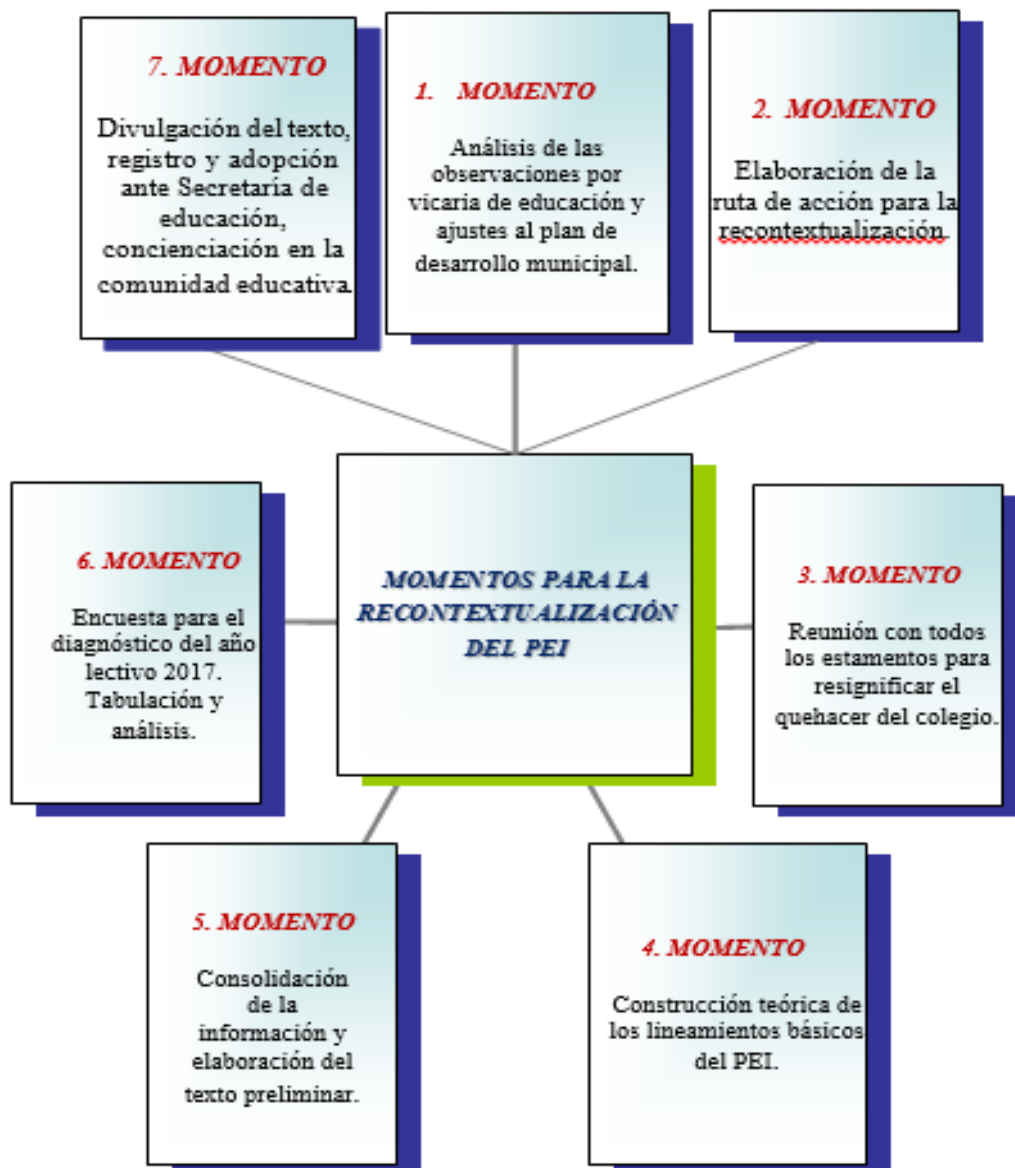 7. MOMENTO
Divulgación del texto,
registro y adopción
ante Secretaría de
educación,
concienciación en la
comunidad educativa.
1. MOMENTO
Análisis de las
observaciones por
vicaria de educación y
ajustes al plan de
desarrollo municipal.
2. MOMENTO
Elaboración de la
ruta de acción para la
recontextualización.
MOMENTOS PARA LA
RECONTEXTUALIZACIÓN
DEL PEI
6. MOMENTO
Encuesta para el
diagnóstico del año
lectivo 2017.
Tabulación y
análisis.
3. MOMENTO
Reunión con todos
los estamentos para
resignificar el
quehacer del colegio.
5. MOMENTO
Consolidación
de la
información y
elaboración del
texto preliminar.
4. MOMENTO
Construcción teórica de
los lineamientos básicos
del PEI.